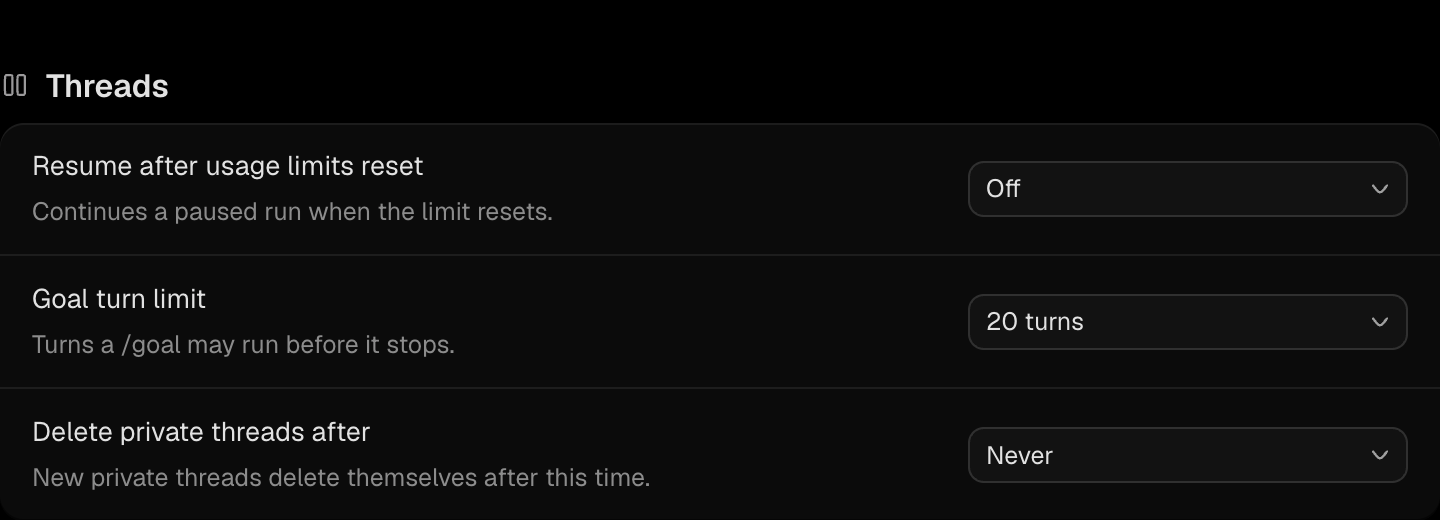 Threads
Resume after usage limits reset
Off
Continues a paused run when the limit resets.
Goal turn limit
20 turns
Turns a /goal may run before it stops.
Delete private threads after
Never
New private threads delete themselves after this time.